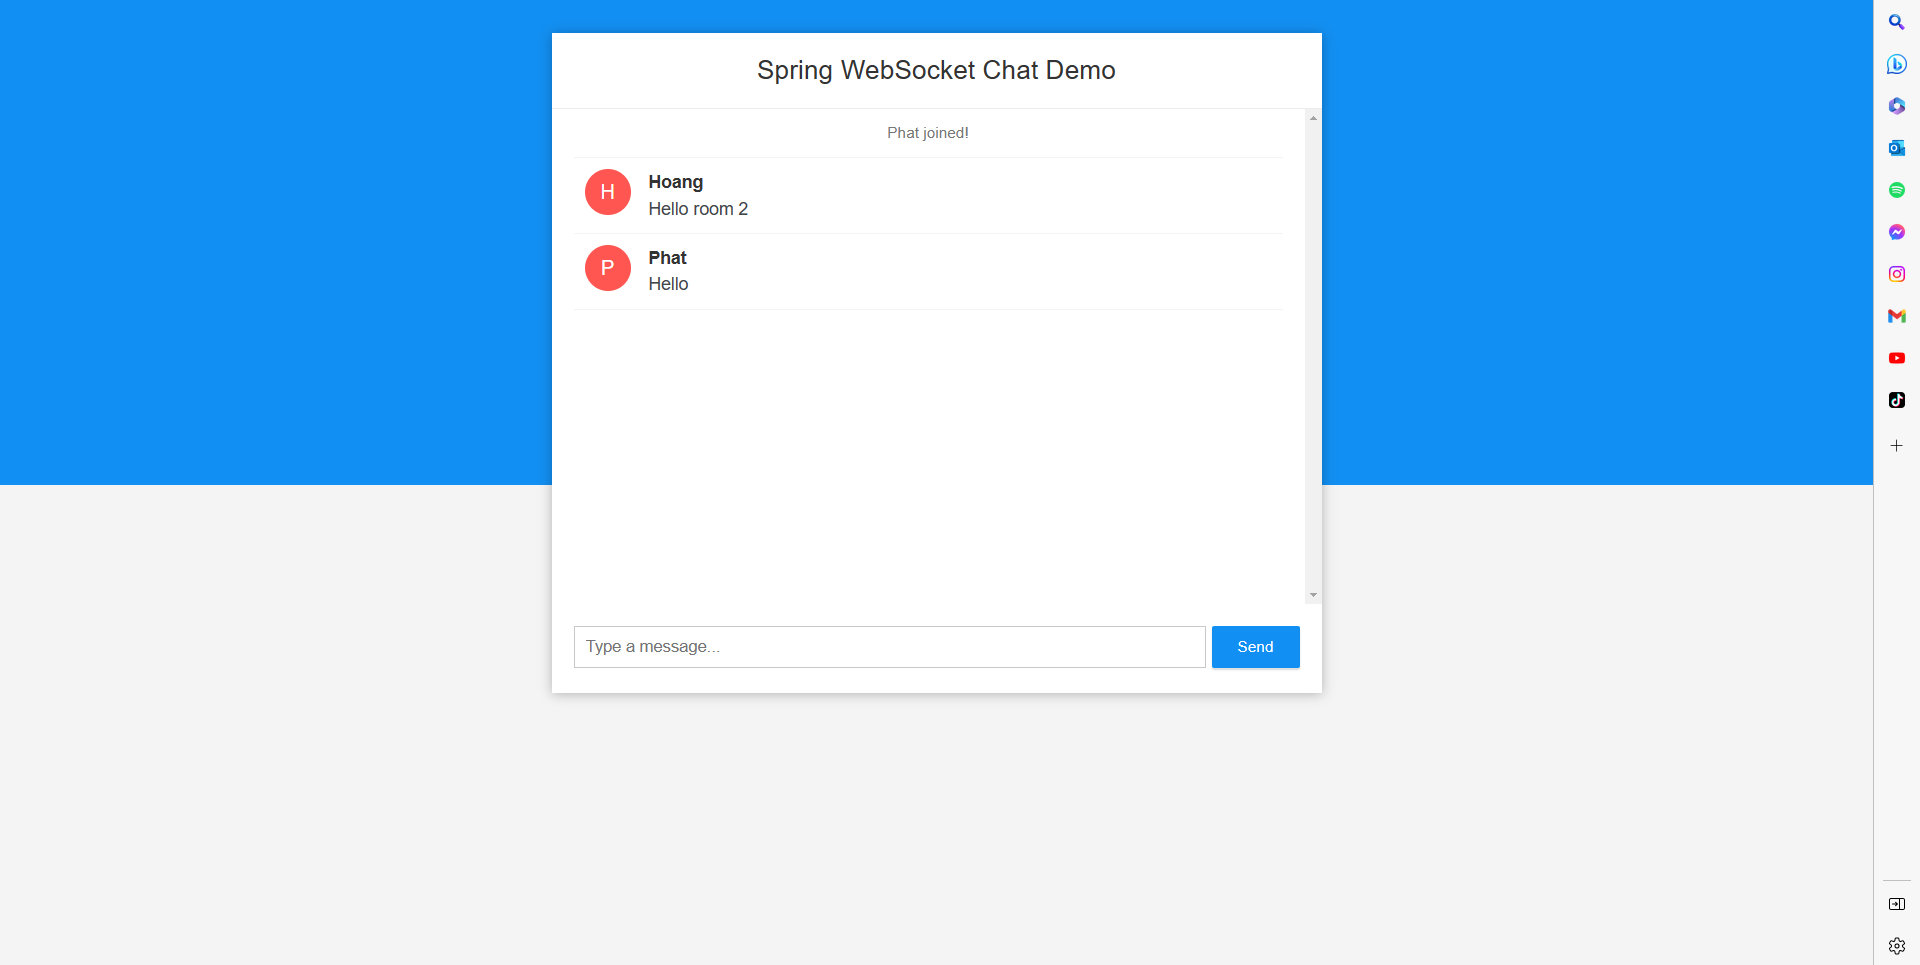 Spring WebSocket Chat Demo
Phat joined!
H
Hoang
Hello room 2
P
Phat
Hello
Type a message...
Send